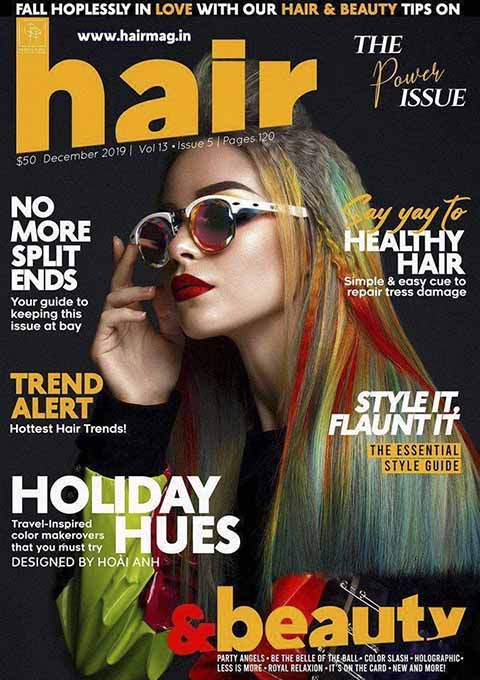 FALL HOPLESSLY IN LOVE WITH OUR HAIR & BEAUTY TIPS ON
www.hairmag.in
hair
THE
Power
ISSUE
$50 December 2019 | Vol 13 • Issue 5 | Pages 120
NO
MORE
SPLIT
ENDS
Your guide to
keeping this
issue at bay
Say yay to
HEALTHY
HAIR
Simple & easy cue to
repair tress damage
TREND
ALERT
Hottest Hair Trends!
STYLE IT,
FLAUNT IT
THE ESSENTIAL
STYLE GUIDE
HOLIDAY
HUES
Travel-Inspired
color makerovers
that you must try
DESIGNED BY HOÀI ANH
&beauty
PARTY ANGELS • BE THE BELLE OF THE BALL • COLOR SLASH • HOLOGRAPHIC •
LESS IS MORE • ROYAL RELAXION • IT'S ON THE CARD • NEW AND MORE!